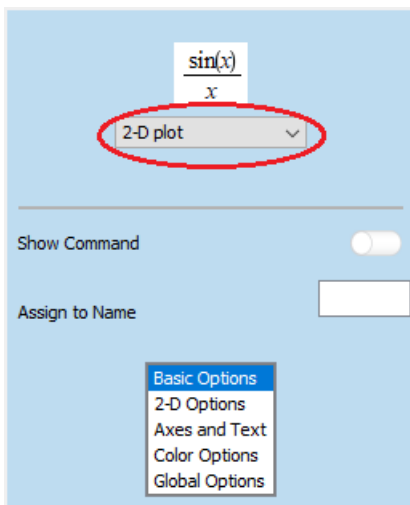 sin(x)
x
2-D plot
Show Command
Assign to Name
Basic Options
2-D Options
Axes and Text
Color Options
Global Options